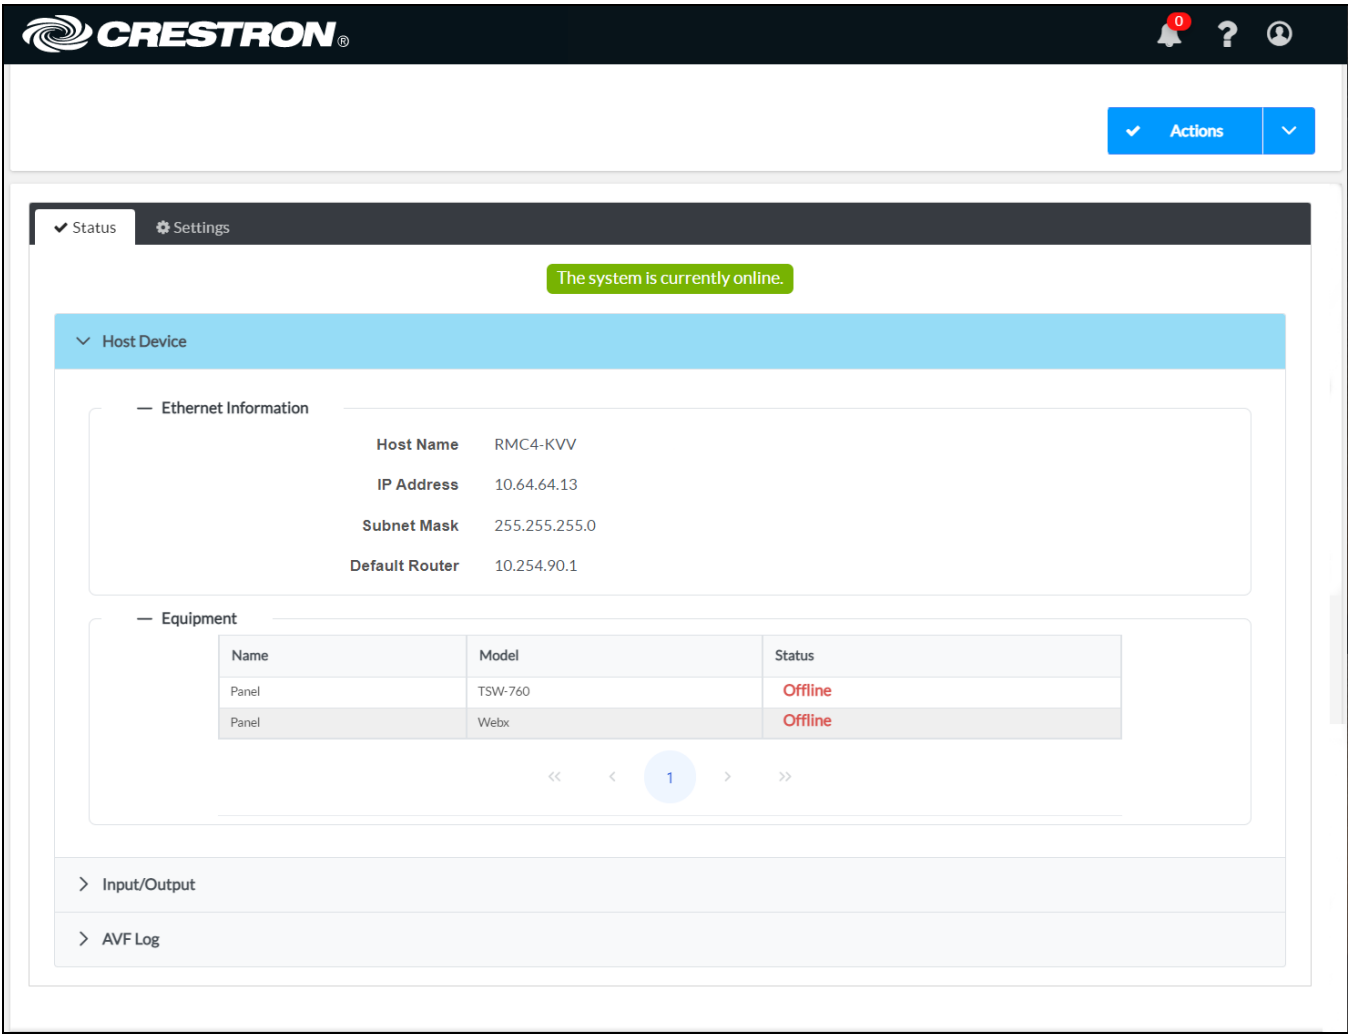 CRESTRON®
0
Actions
Status
Settings
The system is currently online.
Host Device
Ethernet Information
Host Name RMC4-KVV
IP Address 10.64.64.13
Subnet Mask 255.255.255.0
Default Router 10.254.90.1
Equipment
Name Model Status
Panel TSW-760 Offline
Panel Webx Offline
« ‹ 1 › »
Input/Output
AVF Log